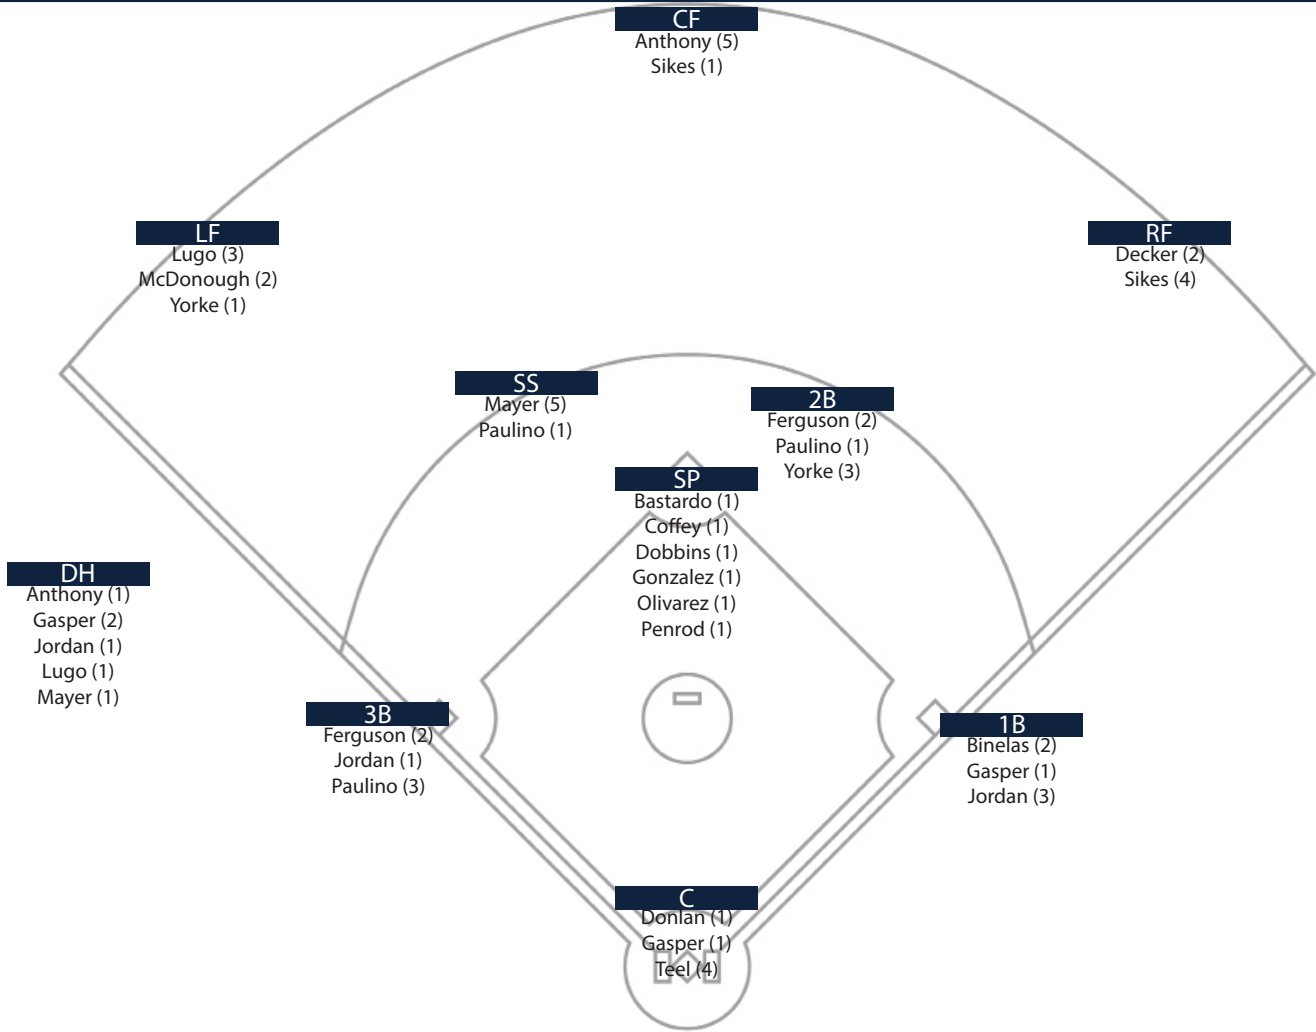 CF
Anthony (5)
Sikes (1)
LF
Lugo (3)
McDonough (2)
Yorke (1)
RF
Decker (2)
Sikes (4)
SS
Mayer (5)
Paulino (1)
2B
Ferguson (2)
Paulino (1)
Yorke (3)
SP
Bastardo (1)
Coffey (1)
Dobbins (1)
Gonzalez (1)
Olivarez (1)
Penrod (1)
DH
Anthony (1)
Gasper (2)
Jordan (1)
Lugo (1)
Mayer (1)
3B
Ferguson (2)
Jordan (1)
Paulino (3)
1B
Binelas (2)
Gasper (1)
Jordan (3)
C
Donlan (1)
Gasper (1)
Teel (4)